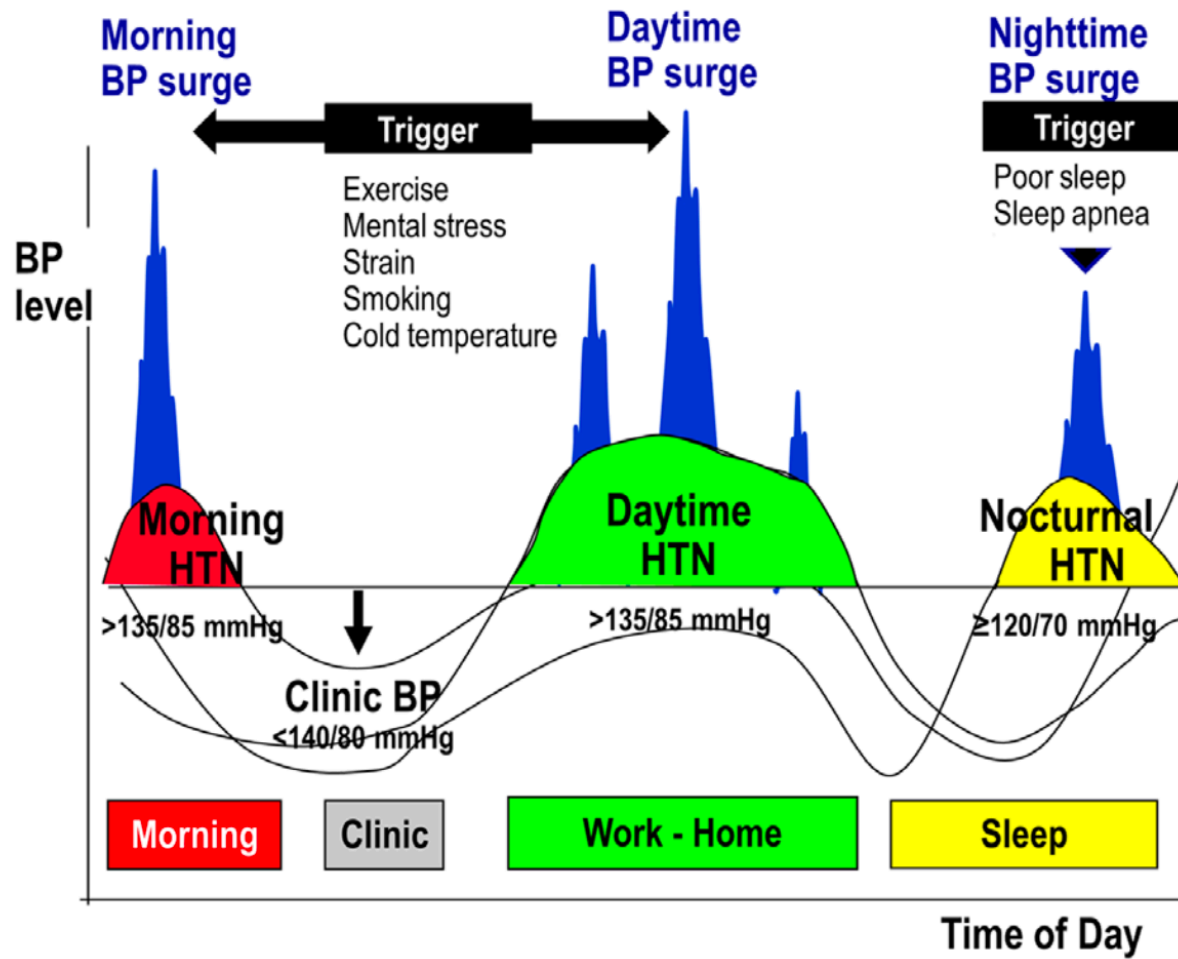 Morning
BP surge
Daytime
BP surge
Nighttime
BP surge
Trigger
Trigger
Exercise
Mental stress
Strain
Smoking
Cold temperature
Poor sleep
Sleep apnea
BP
level
Morning
HTN
Daytime
HTN
Nocturnal
HTN
>135/85 mmHg
>135/85 mmHg
≥120/70 mmHg
Clinic BP
<140/80 mmHg
Morning
Clinic
Work - Home
Sleep
Time of Day